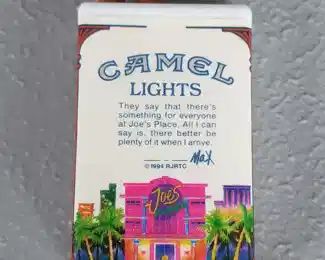 CAMEL
LIGHTS
They say that there's
something for everyone
at Joe's Place. All I can
say is, there better be
plenty of it when I arrive.
Max
© 1994 RJRTC
Joe's